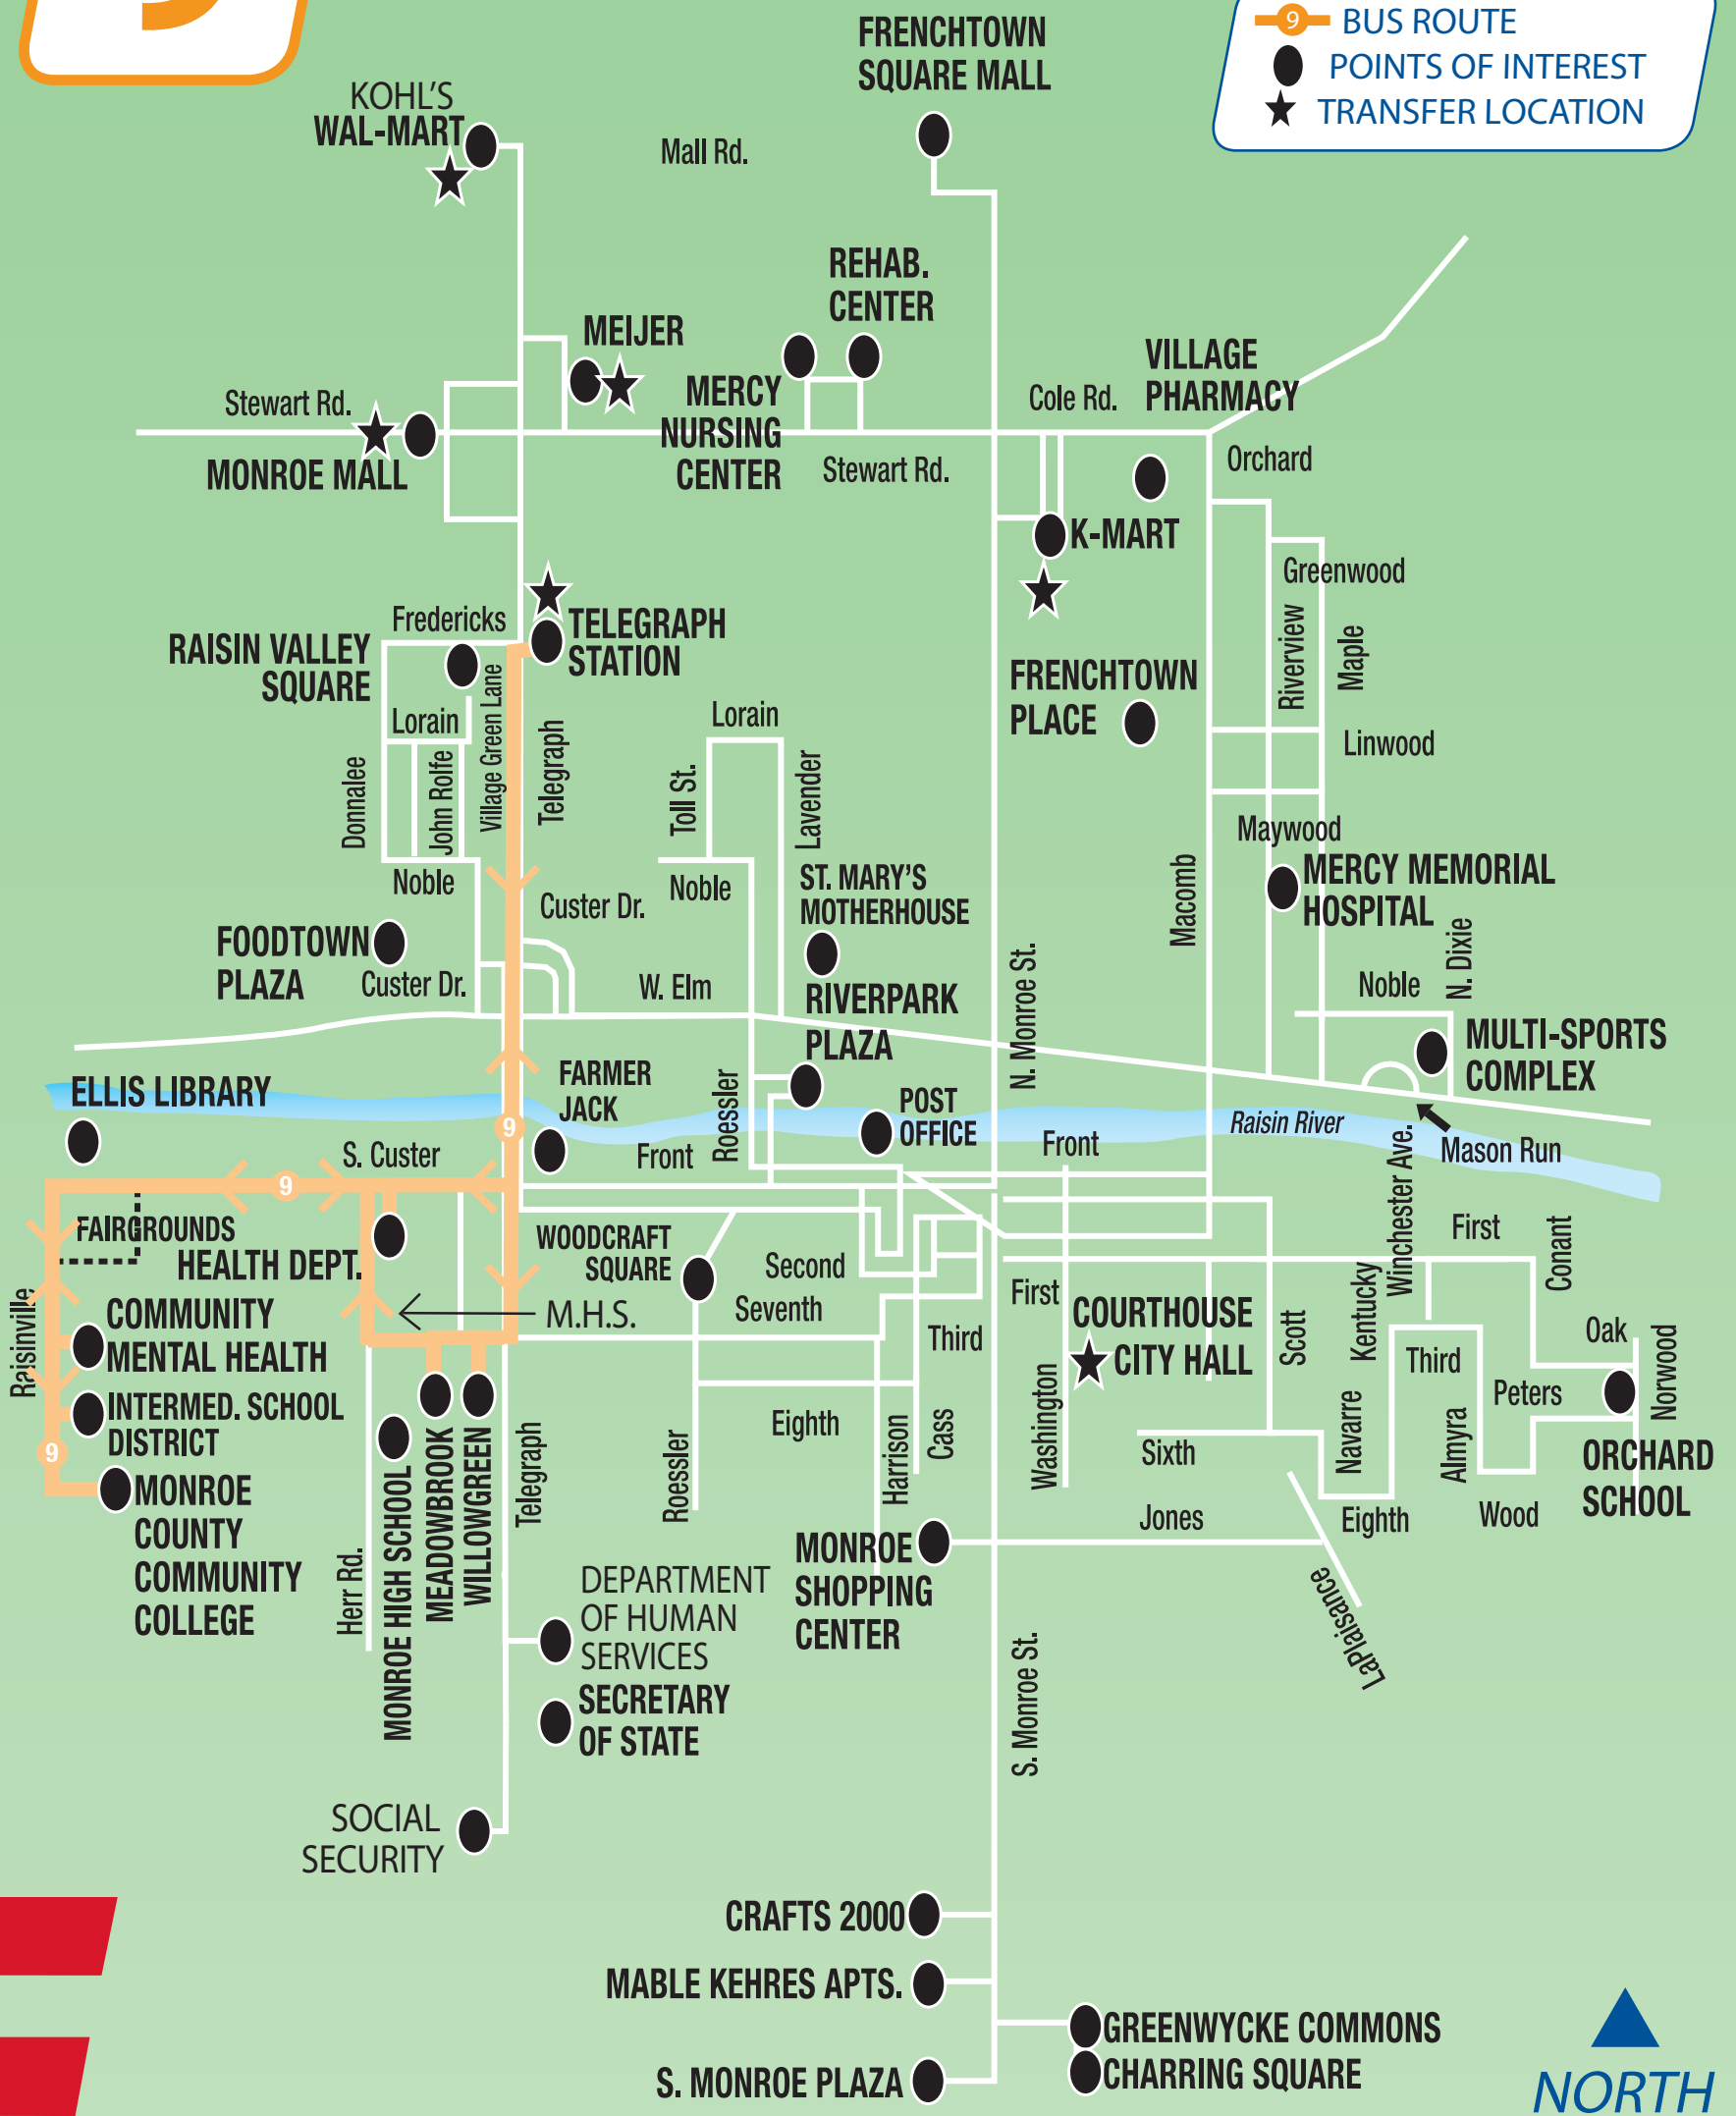 9 BUS ROUTE
POINTS OF INTEREST
TRANSFER LOCATION
FRENCHTOWN
SQUARE MALL
KOHL'S
WAL-MART
Mall Rd.
REHAB.
CENTER
MEIJER
MERCY
NURSING
CENTER
VILLAGE
PHARMACY
Cole Rd.
Stewart Rd.
MONROE MALL
Stewart Rd.
Orchard
K-MART
Greenwood
Riverview
Maple
Fredericks
TELEGRAPH
STATION
RAISIN VALLEY
SQUARE
Village Green Lane
Telegraph
Lorain
Donnalee
John Rolfe
Noble
Lorain
Toll St.
Lavender
Noble
FRENCHTOWN
PLACE
Linwood
Maywood
Macomb
MERCY MEMORIAL
HOSPITAL
ST. MARY'S
MOTHERHOUSE
Custer Dr.
FOODTOWN
PLAZA
Custer Dr.
W. Elm
RIVERPARK
PLAZA
N. Monroe St.
Noble
N. Dixie
MULTI-SPORTS
COMPLEX
ELLIS LIBRARY
FARMER
JACK
Roessler
POST
OFFICE
Raisin River
Mason Run
9
S. Custer
Front
Front
Winchester Ave.
9
FAIRGROUNDS
HEALTH DEPT.
WOODCRAFT
SQUARE
Second
Seventh
First
First
Conant
Raisinville
COMMUNITY
MENTAL HEALTH
M.H.S.
Third
COURTHOUSE
CITY HALL
Scott
Kentucky
Third
Oak
Norwood
INTERMED. SCHOOL
DISTRICT
9
MONROE
COUNTY
COMMUNITY
COLLEGE
Herr Rd.
MONROE HIGH SCHOOL
MEADOWBROOK
WILLOWGREEN
Telegraph
Roessler
Eighth
Harrison
Cass
Washington
Sixth
Navarre
Almyra
Peters
ORCHARD
SCHOOL
Jones
Eighth
Wood
LaPlaisance
MONROE
SHOPPING
CENTER
DEPARTMENT
OF HUMAN
SERVICES
SECRETARY
OF STATE
S. Monroe St.
SOCIAL
SECURITY
CRAFTS 2000
MABLE KEHRES APTS.
GREENWYCKE COMMONS
CHARRING SQUARE
S. MONROE PLAZA
NORTH